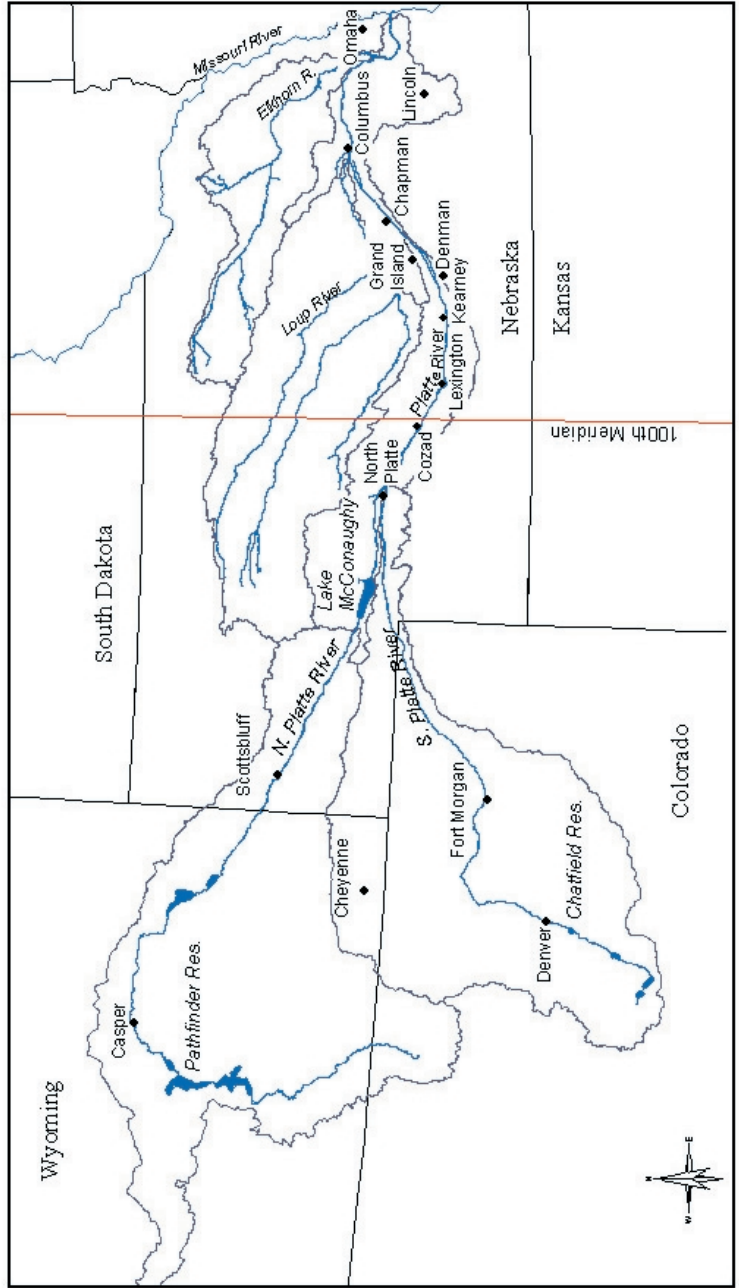 Wyoming
South Dakota
Missouri River
Elkhorn R.
Omaha
Casper
Pathfinder Res.
Scottsbluff
N. Platte River
Lake
McConaughy
Loup River
Columbus
Lincoln
Cheyenne
North
Platte
Grand
Island
Chapman
Cozad
Platte River
Lexington
Kearney
Denman
S. Platte River
Fort Morgan
Nebraska
Kansas
100th Meridian
Denver
Chatfield Res.
Colorado
N
W
E
S